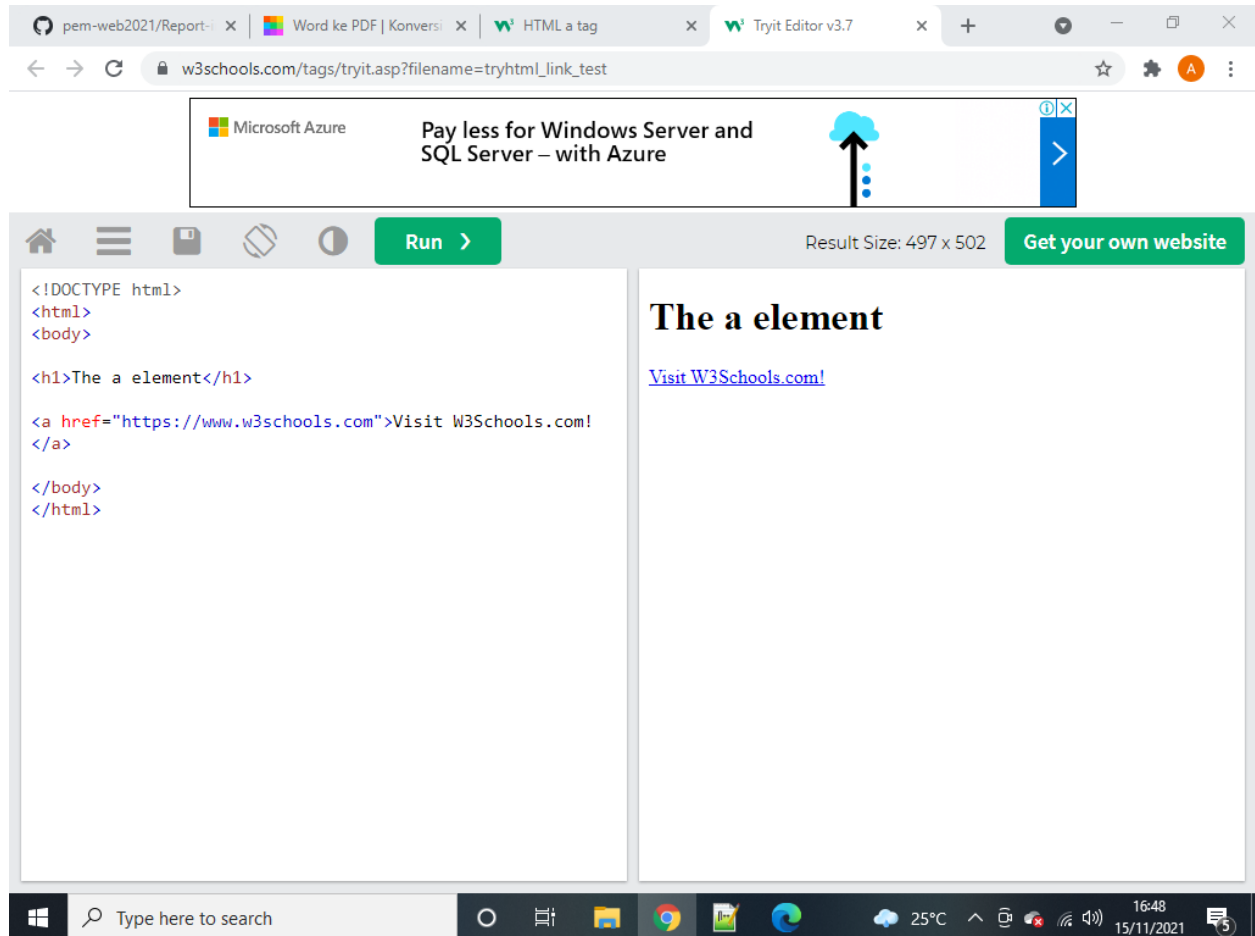 pem-web2021/Report-
Word ke PDF | Konversi
HTML a tag
Tryit Editor v3.7
w3schools.com/tags/tryit.asp?filename=tryhtml_link_test
A
Microsoft Azure
Pay less for Windows Server and
SQL Server – with Azure
Run ❯
Result Size: 497 x 502
Get your own website
<!DOCTYPE html>
<html>
<body>
<h1>The a element</h1>
<a href="https://www.w3schools.com">Visit W3Schools.com!
</a>
</body>
</html>
The a element
Visit W3Schools.com!
Type here to search
25°C
16:48
15/11/2021
5